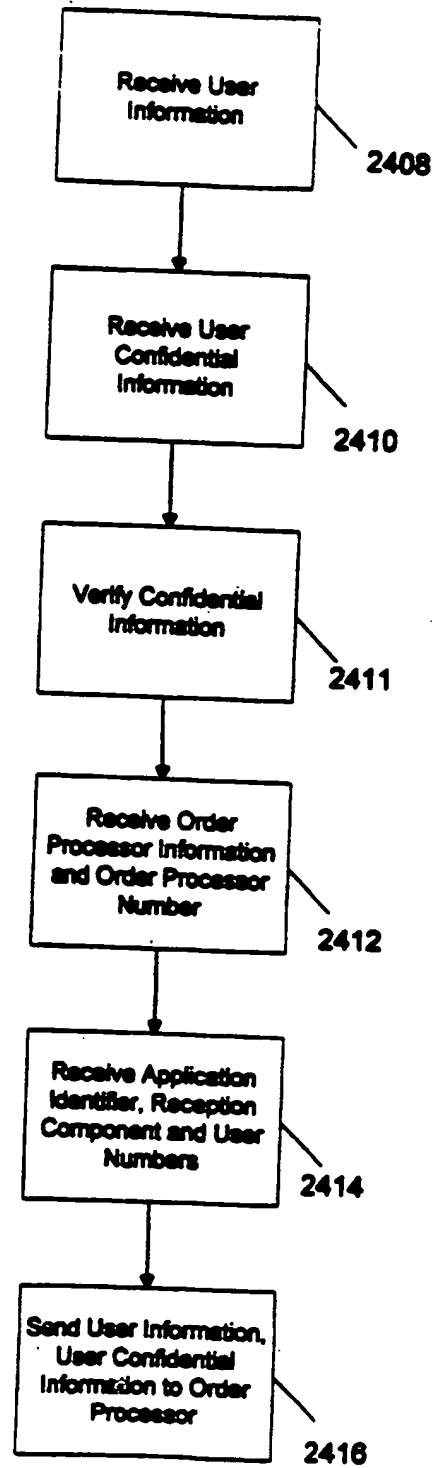 Receive User
Information
2408
Receive User
Confidential
Information
2410
Verify Confidential
Information
2411
Receive Order
Processor Information
and Order Processor
Number
2412
Receive Application
Identifier, Reception
Component and User
Numbers
2414
Send User Information,
User Confidential
Information to Order
Processor
2416